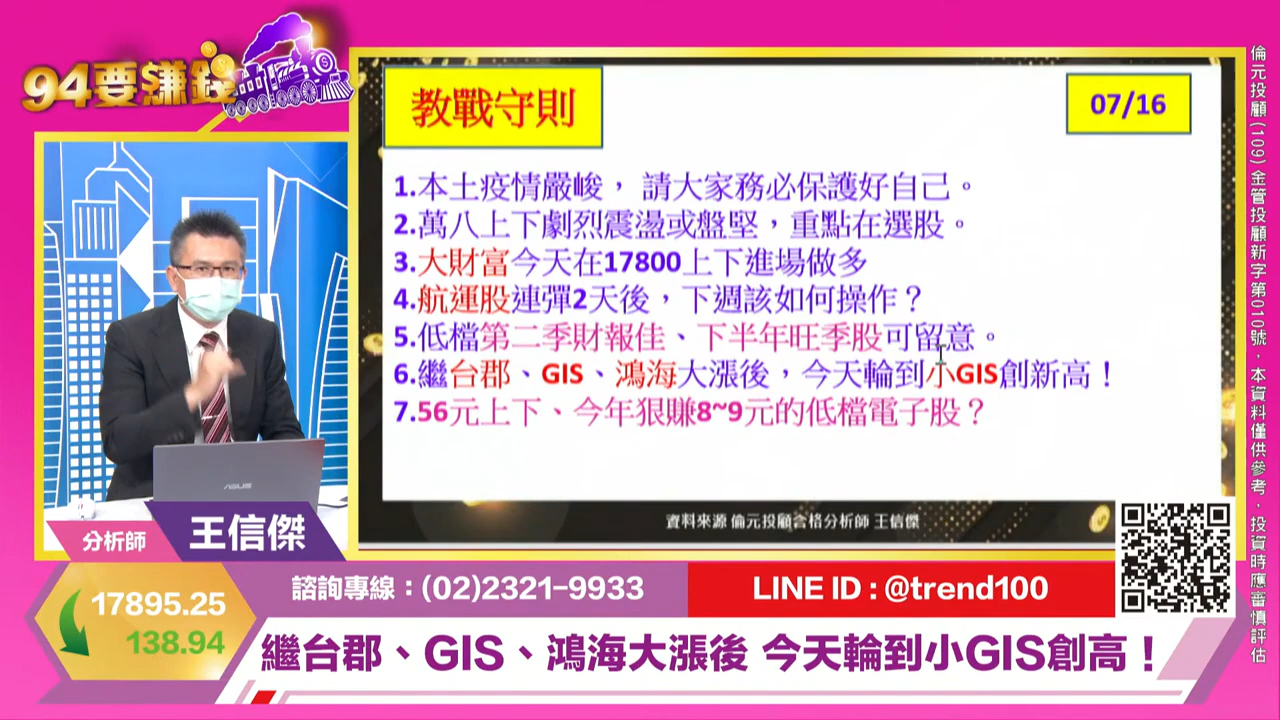 94要賺錢
教戰守則
07/16
1.本土疫情嚴峻，請大家務必保護好自己。
2.萬八上下劇烈震盪或盤堅，重點在選股。
3.大財富今天在17800上下進場做多
4.航運股連彈2天後，下週該如何操作？
5.低檔第二季財報佳、下半年旺季股可留意。
6.繼台郡、GIS、鴻海大漲後，今天輪到小GIS創新高！
7.56元上下、今年狠賺8~9元的低檔電子股？
資料來源 倫元投顧合格分析師 王信傑
倫元投顧(109)金管投顧新字第010號．本資料僅供參考．投資時應審慎評估
ASUS
分析師
王信傑
諮詢專線：(02)2321-9933
LINE ID : @trend100
17895.25
138.94
繼台郡、GIS、鴻海大漲後 今天輪到小GIS創高！